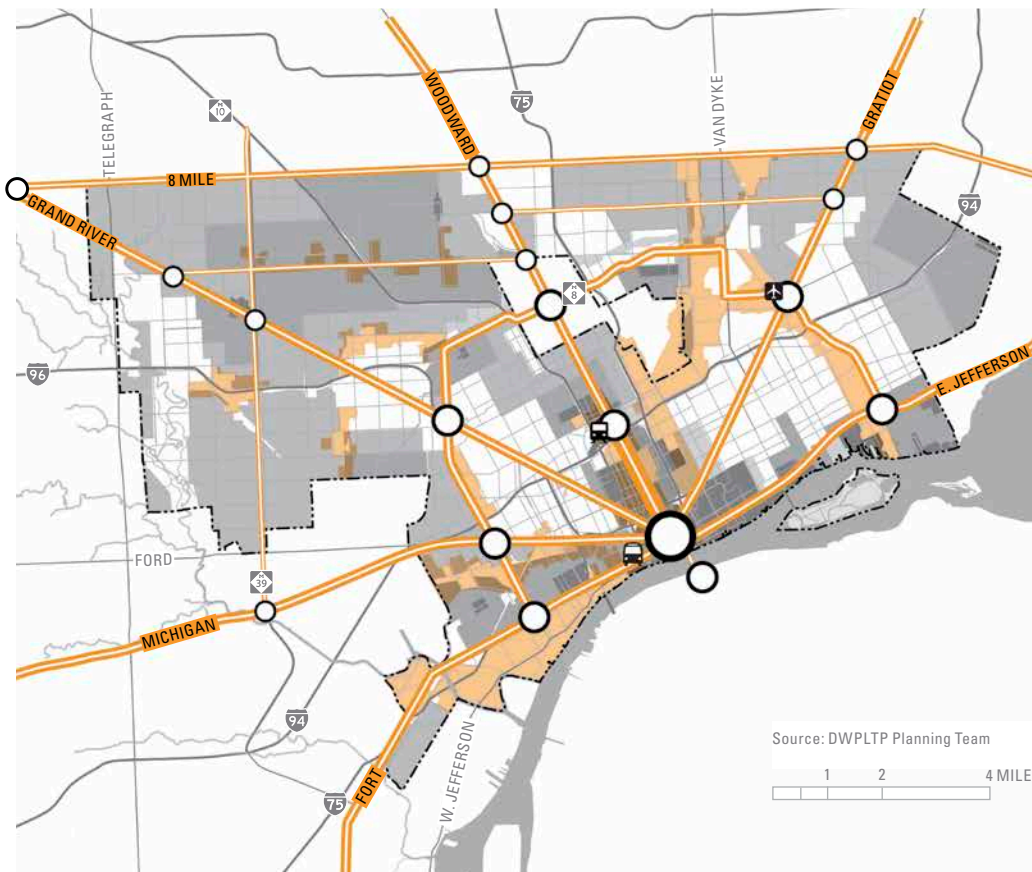 TELEGRAPH
M
10
WOODWARD
75
VAN DYKE
GRATIOT
94
8 MILE
GRAND RIVER
M
8
96
E. JEFFERSON
FORD
M
39
MICHIGAN
94
FORT
75
W. JEFFERSON
Source: DWPLTP Planning Team
1 2 4 MILE